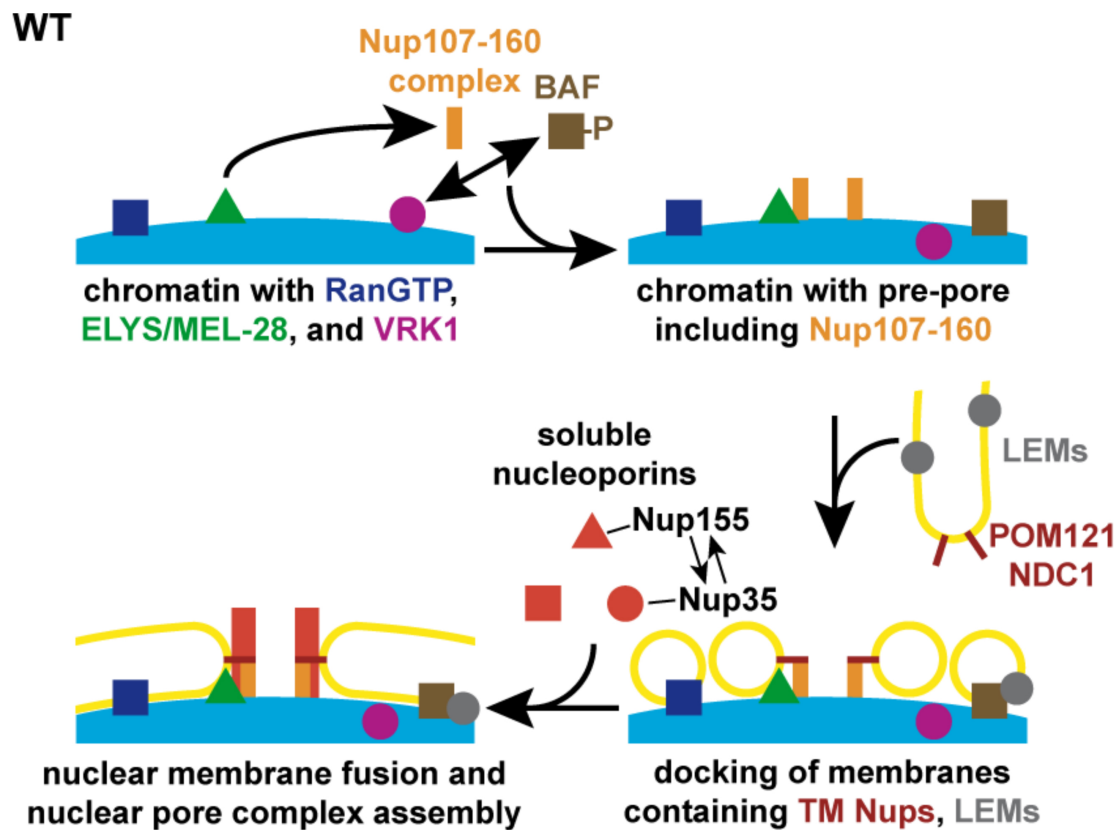 WT
Nup107-160
complex
BAF
-P
chromatin with RanGTP,
ELYS/MEL-28, and VRK1
chromatin with pre-pore
including Nup107-160
LEMs
POM121
NDC1
soluble
nucleoporins
Nup155
Nup35
nuclear membrane fusion and
nuclear pore complex assembly
docking of membranes
containing TM Nups, LEMs